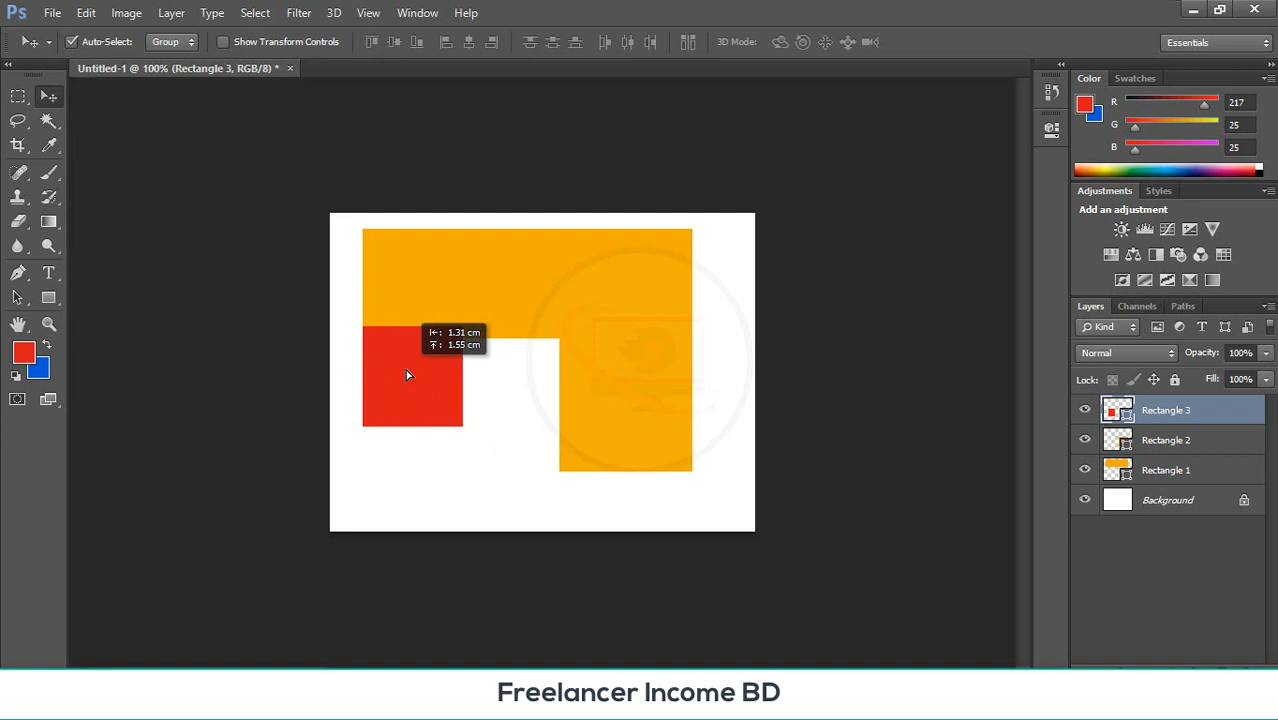 Ps File Edit Image Layer Type Select Filter 3D View Window Help
Auto-Select: Group Show Transform Controls 3D Mode: Essentials
Untitled-1 @ 100% (Rectangle 3, RGB/8) * ×
Color Swatches
R 217
G 25
B 25
Adjustments Styles
Add an adjustment
Layers Channels Paths
Kind
Normal Opacity: 100%
Lock: Fill: 100%
Rectangle 3
Rectangle 2
Rectangle 1
Background
1.31 cm
1.55 cm
Freelancer Income BD